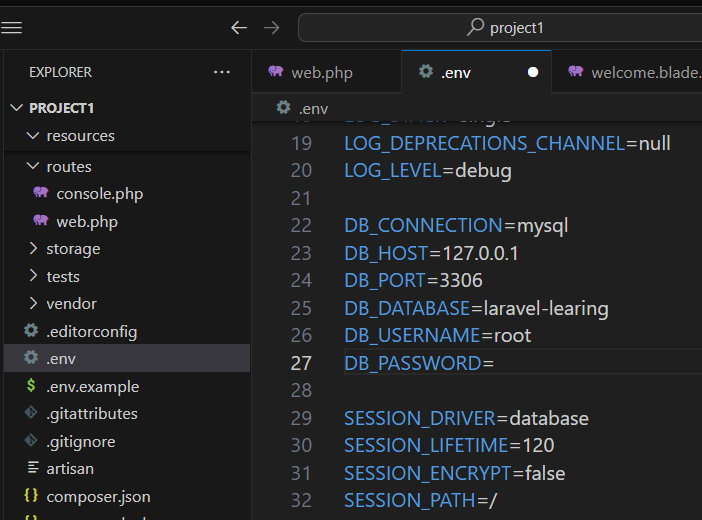 project1
EXPLORER ...
PROJECT1
resources
routes
console.php
web.php
storage
tests
vendor
.editorconfig
.env
$ .env.example
.gitattributes
.gitignore
artisan
{} composer.json
web.php
.env
welcome.blade.
.env
19 LOG_DEPRECATIONS_CHANNEL=null
20 LOG_LEVEL=debug
21
22 DB_CONNECTION=mysql
23 DB_HOST=127.0.0.1
24 DB_PORT=3306
25 DB_DATABASE=laravel-learing
26 DB_USERNAME=root
27 DB_PASSWORD=
28
29 SESSION_DRIVER=database
30 SESSION_LIFETIME=120
31 SESSION_ENCRYPT=false
32 SESSION_PATH=/